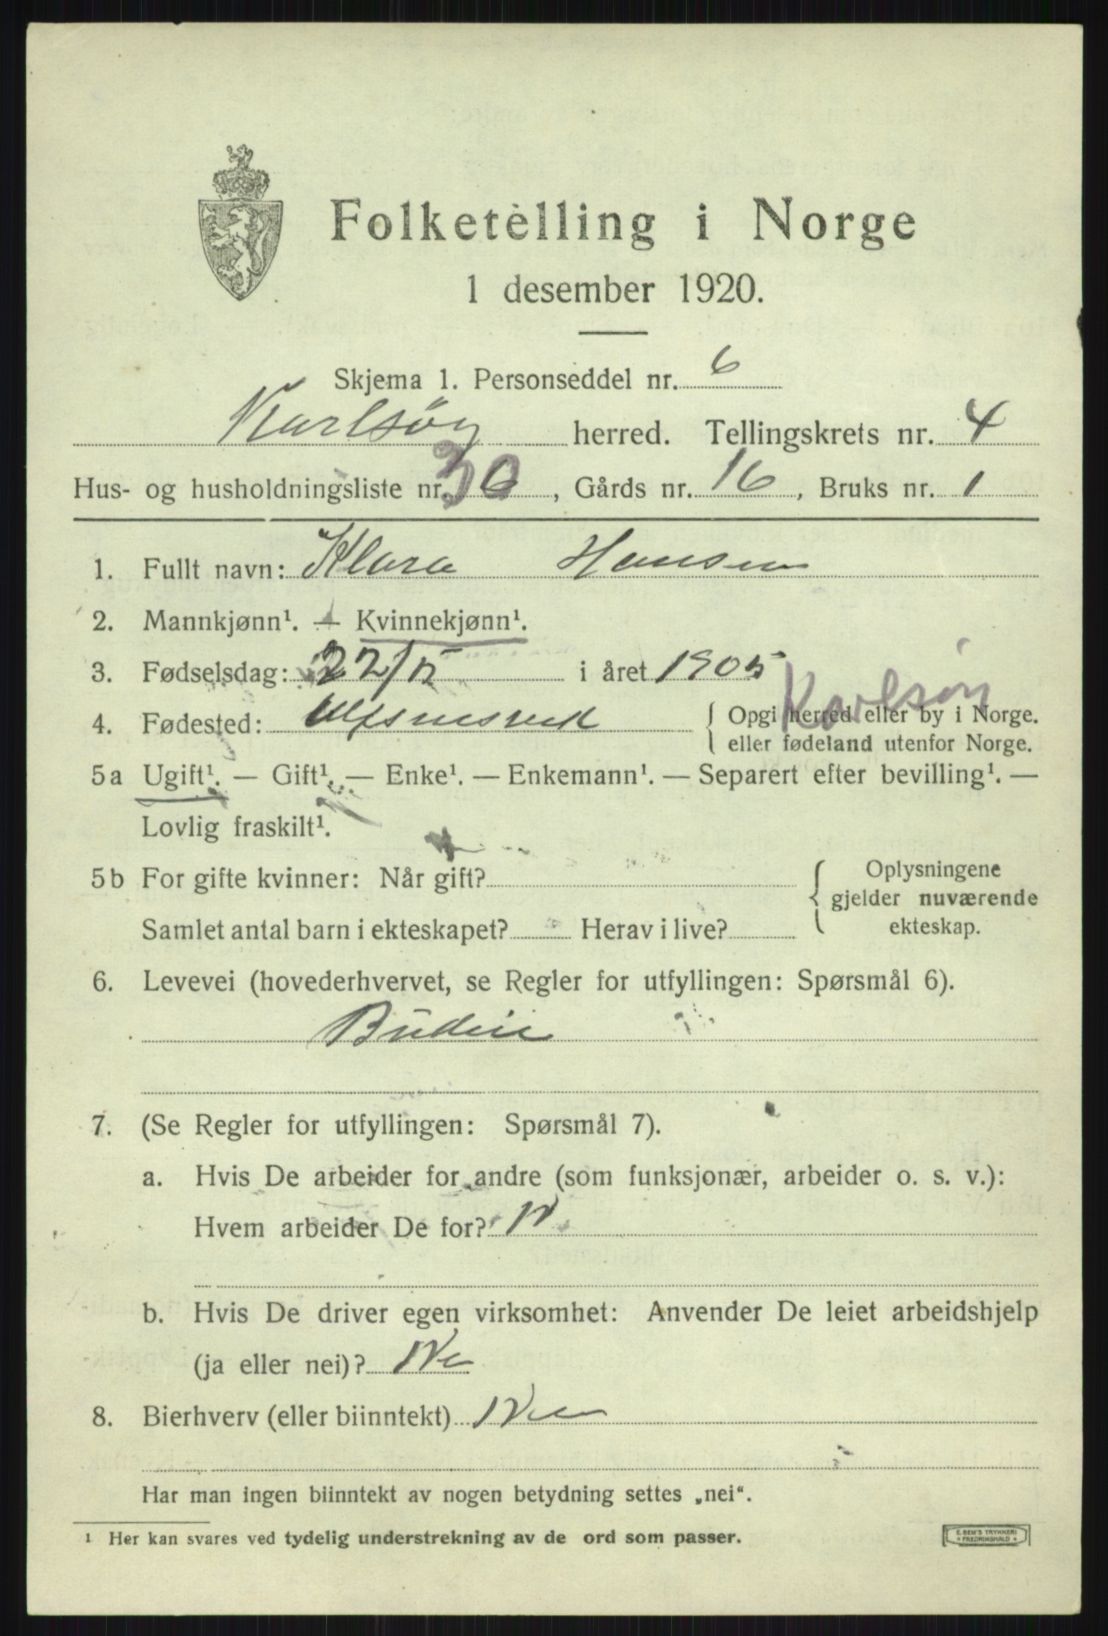 Folketelling i Norge
1 desember 1920.
Skjema 1. Personseddel nr. 6
Karlsøy herred. Tellingskrets nr. 4
Hus- og husholdningsliste nr. 30, Gårds nr. 16, Bruks nr. 1
1. Fullt navn: Klara Hansen
2. Mannkjønn¹. — Kvinnekjønn¹.
3. Fødselsdag: 22/5 i året 1905
Karlsøy
4. Fødested: { Opgi herred eller by i Norge.
eller fødeland utenfor Norge.
5a Ugift¹. — Gift¹. — Enke¹. — Enkemann¹. — Separert efter bevilling¹. —
Lovlig fraskilt¹.
5b For gifte kvinner: Når gift? { Oplysningene
gjelder nuværende
Samlet antal barn i ekteskapet? Herav i live? ekteskap.
6. Levevei (hovederhvervet, se Regler for utfyllingen: Spørsmål 6).
Budeie
7. (Se Regler for utfyllingen: Spørsmål 7).
a. Hvis De arbeider for andre (som funksjonær, arbeider o. s. v.):
Hvem arbeider De for?
b. Hvis De driver egen virksomhet: Anvender De leiet arbeidshjelp
(ja eller nei)? Nei
8. Bierhverv (eller biinntekt) Nei
Har man ingen biinntekt av nogen betydning settes „nei“.
¹ Her kan svares ved tydelig understrekning av de ord som passer.
E. SEM'S TRYKKERI
FREDRIKSHALD